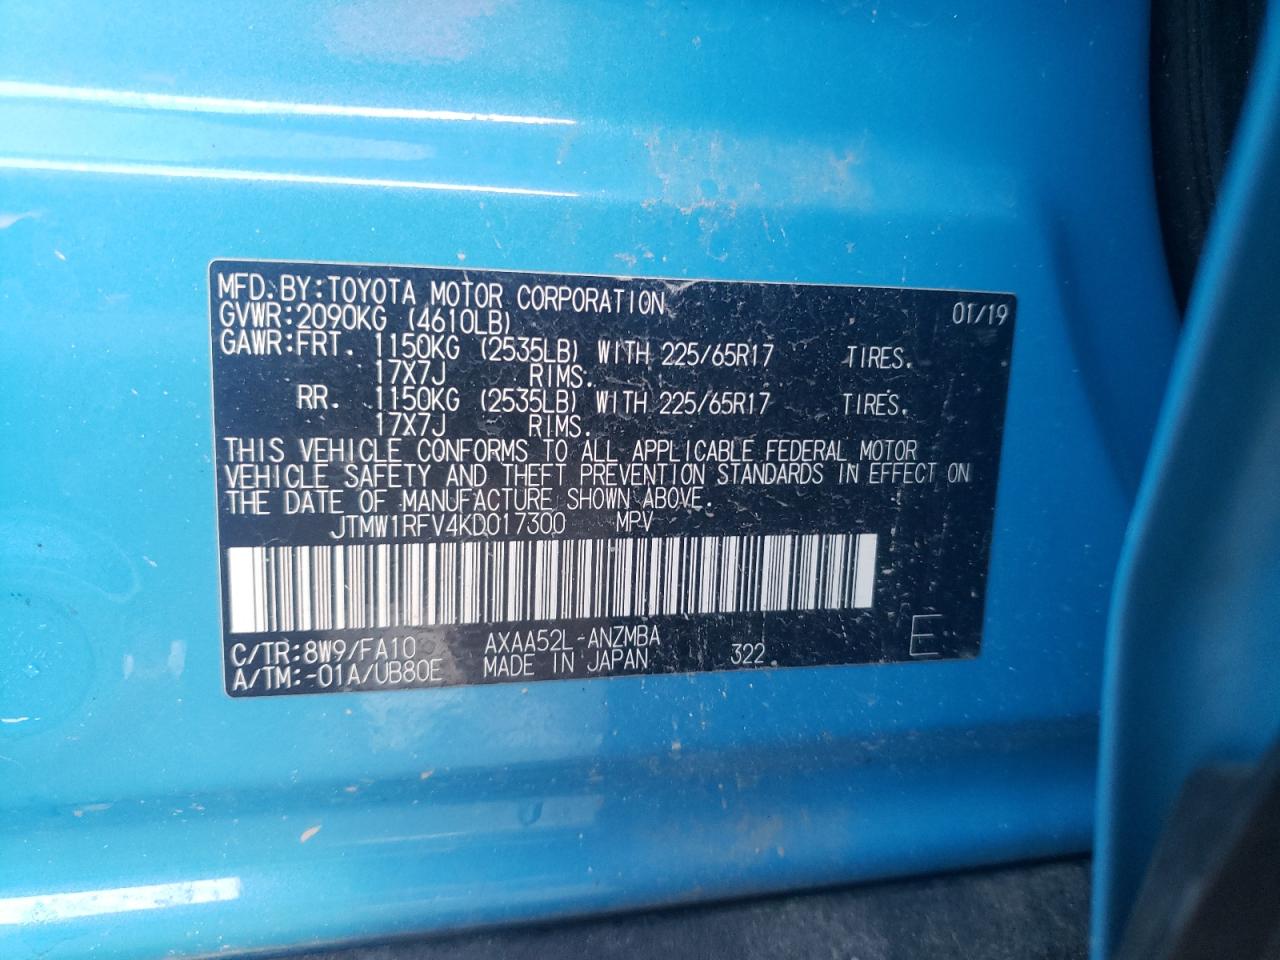 MFD.BY:TOYOTA MOTOR CORPORATION 01/19
GVWR:2090KG (4610LB)
GAWR:FRT. 1150KG (2535LB) WITH 225/65R17 TIRES.
17X7J RIMS.
RR. 1150KG (2535LB) WITH 225/65R17 TIRES.
17X7J RIMS.
THIS VEHICLE CONFORMS TO ALL APPLICABLE FEDERAL MOTOR
VEHICLE SAFETY AND THEFT PREVENTION STANDARDS IN EFFECT ON
THE DATE OF MANUFACTURE SHOWN ABOVE.
JTMW1RFV4KD017300 MPV
C/TR:8W9/FA10 AXAA52L-ANZMBA
A/TM:-01A/UB80E MADE IN JAPAN 322 E